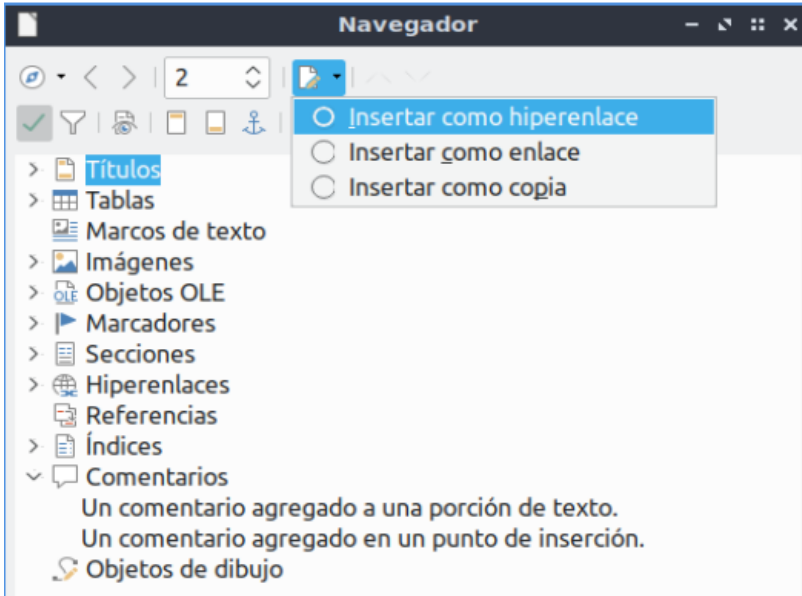 Navegador
2
Insertar como hiperenlace
Insertar como enlace
Insertar como copia
Títulos
Tablas
Marcos de texto
Imágenes
OLE Objetos OLE
Marcadores
Secciones
Hiperenlaces
Referencias
Índices
Comentarios
Un comentario agregado a una porción de texto.
Un comentario agregado en un punto de inserción.
Objetos de dibujo